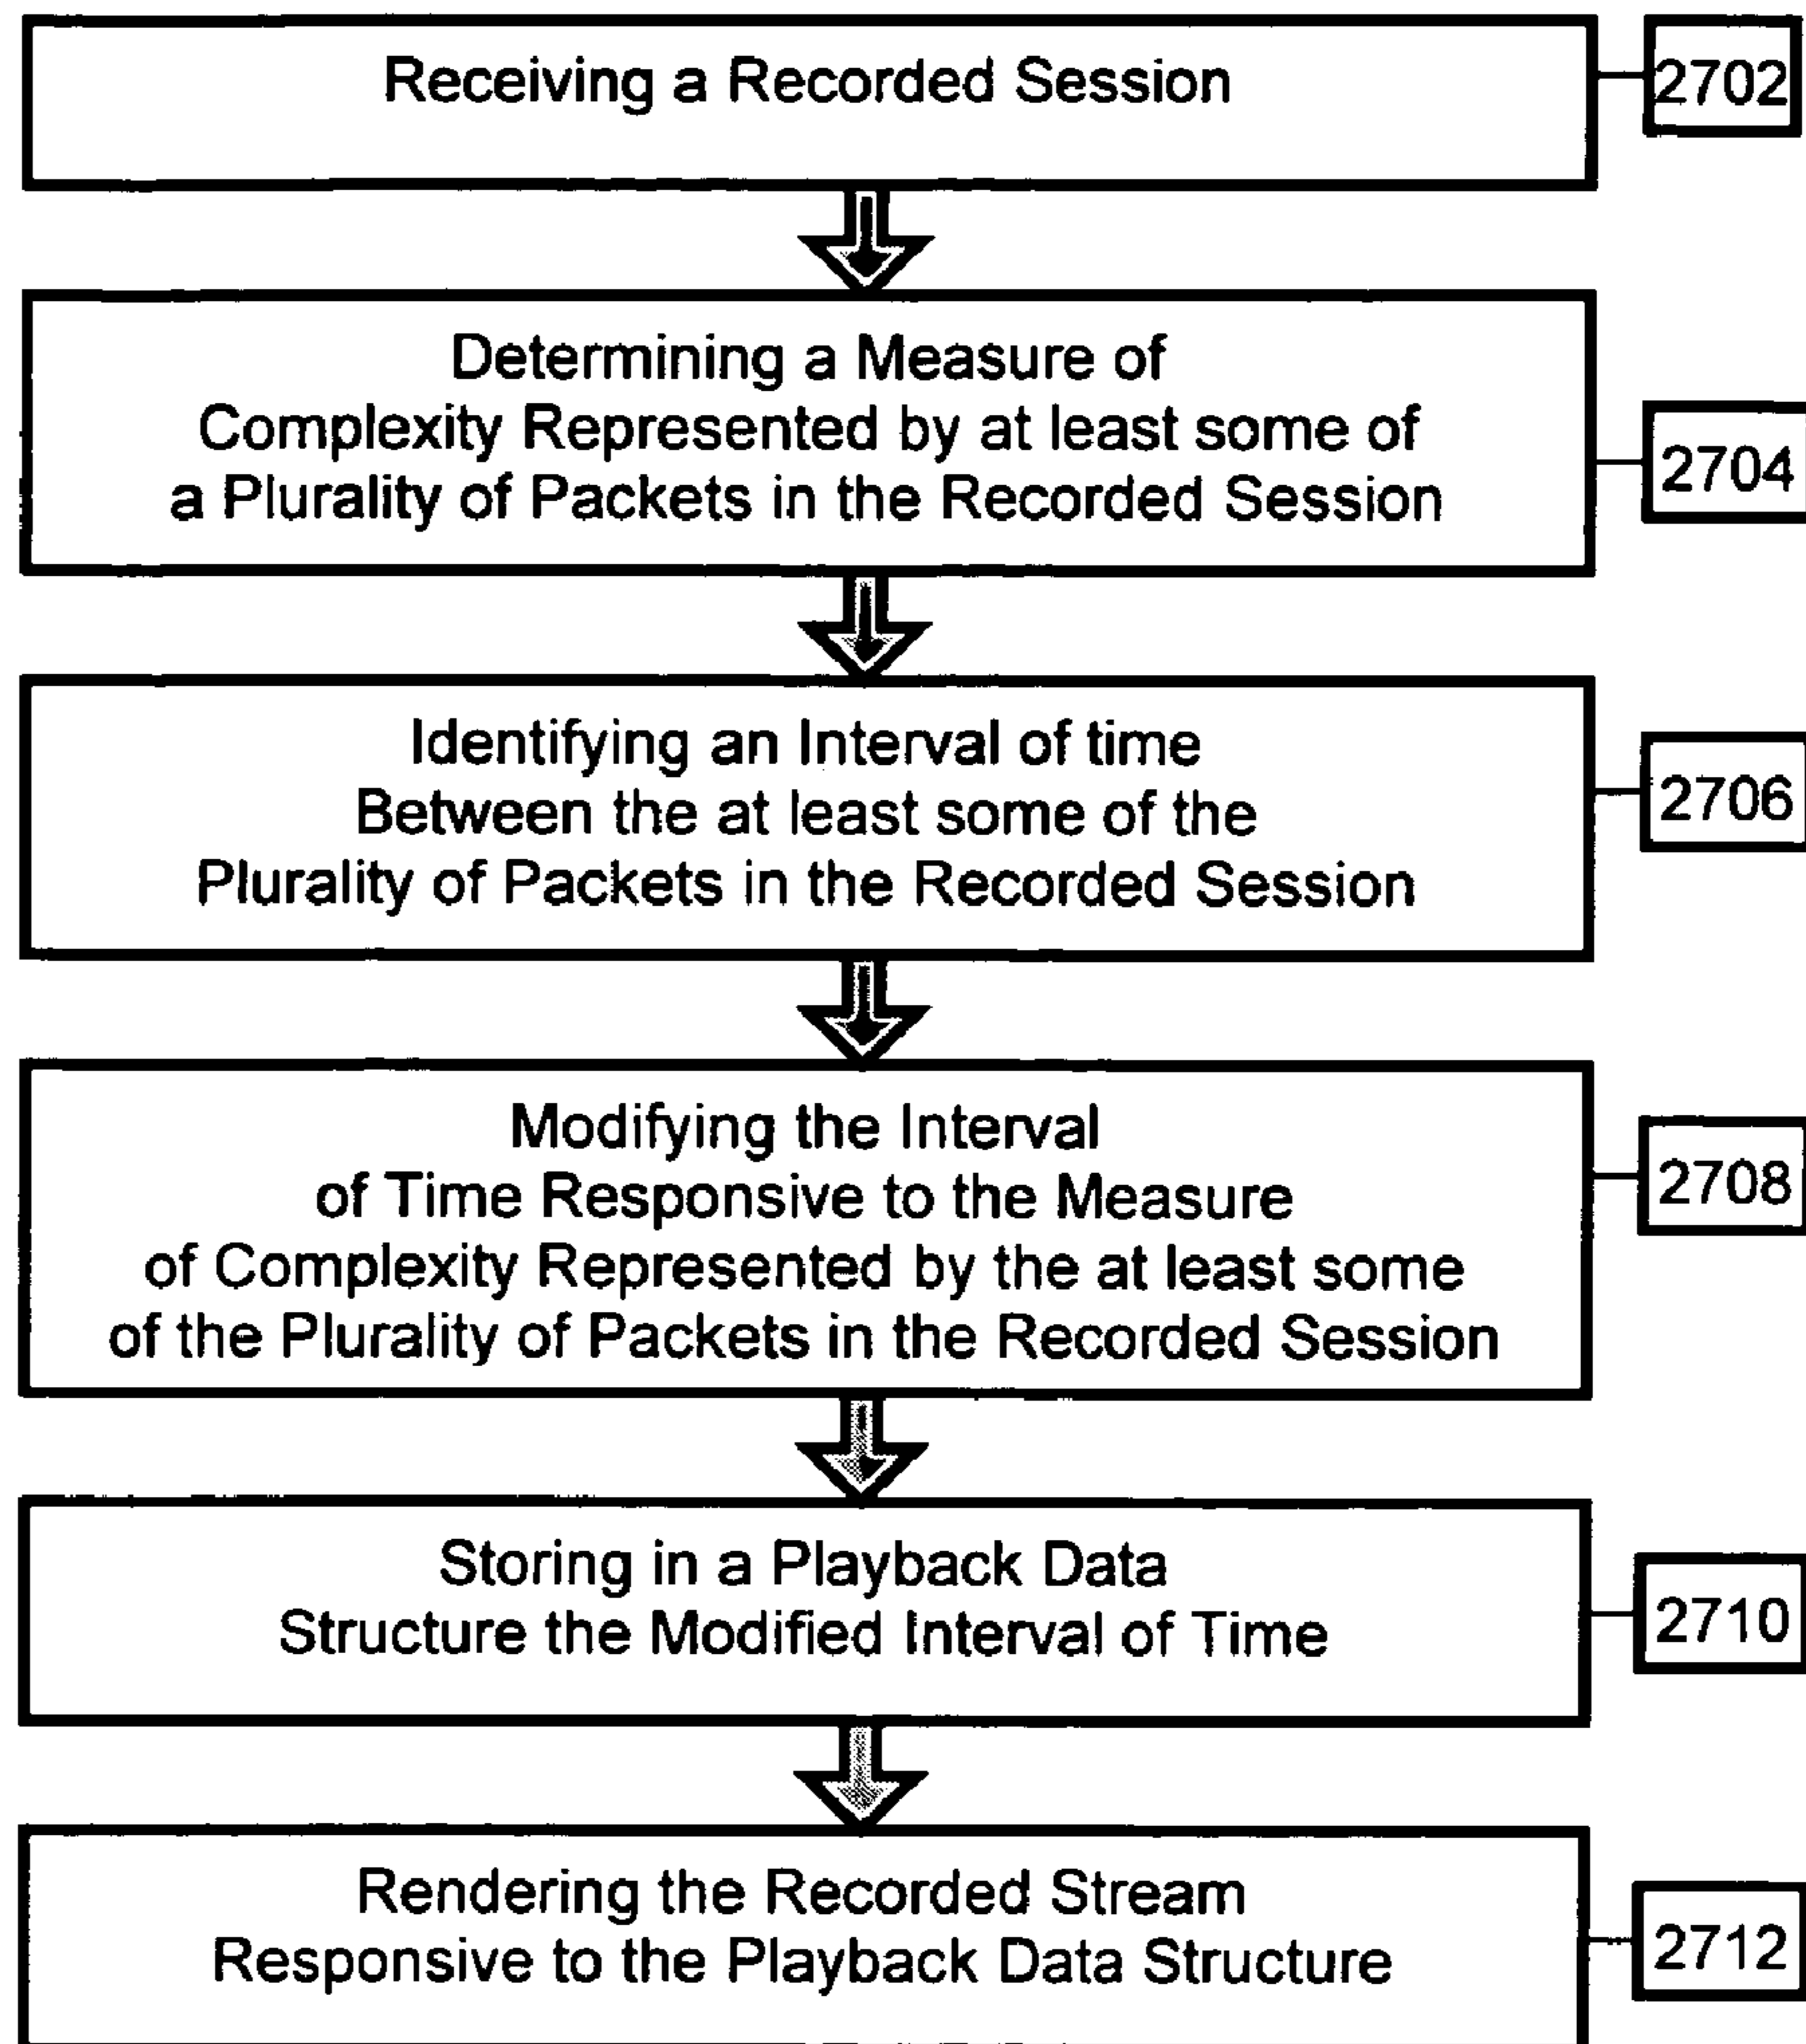 Receiving a Recorded Session
2702
Determining a Measure of
Complexity Represented by at least some of
a Plurality of Packets in the Recorded Session
2704
Identifying an Interval of time
Between the at least some of the
Plurality of Packets in the Recorded Session
2706
Modifying the Interval
of Time Responsive to the Measure
of Complexity Represented by the at least some
of the Plurality of Packets in the Recorded Session
2708
Storing in a Playback Data
Structure the Modified Interval of Time
2710
Rendering the Recorded Stream
Responsive to the Playback Data Structure
2712